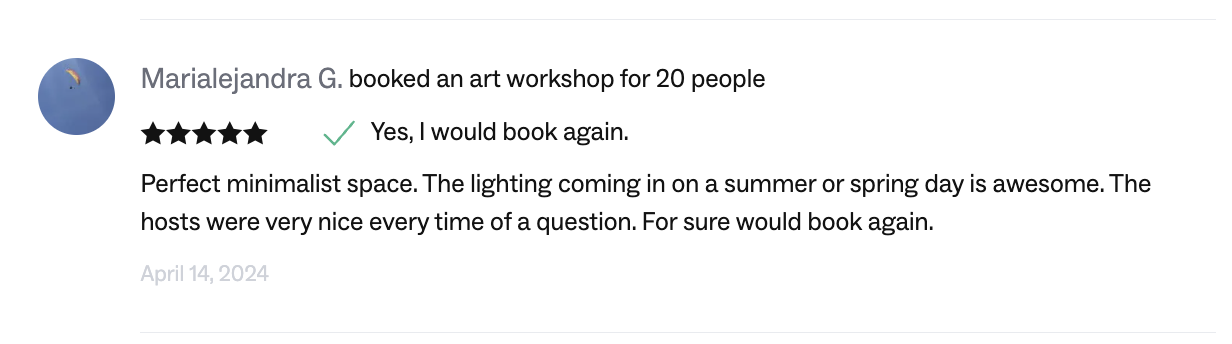 Marialejandra G. booked an art workshop for 20 people
Yes, I would book again.
Perfect minimalist space. The lighting coming in on a summer or spring day is awesome. The
hosts were very nice every time of a question. For sure would book again.
April 14, 2024